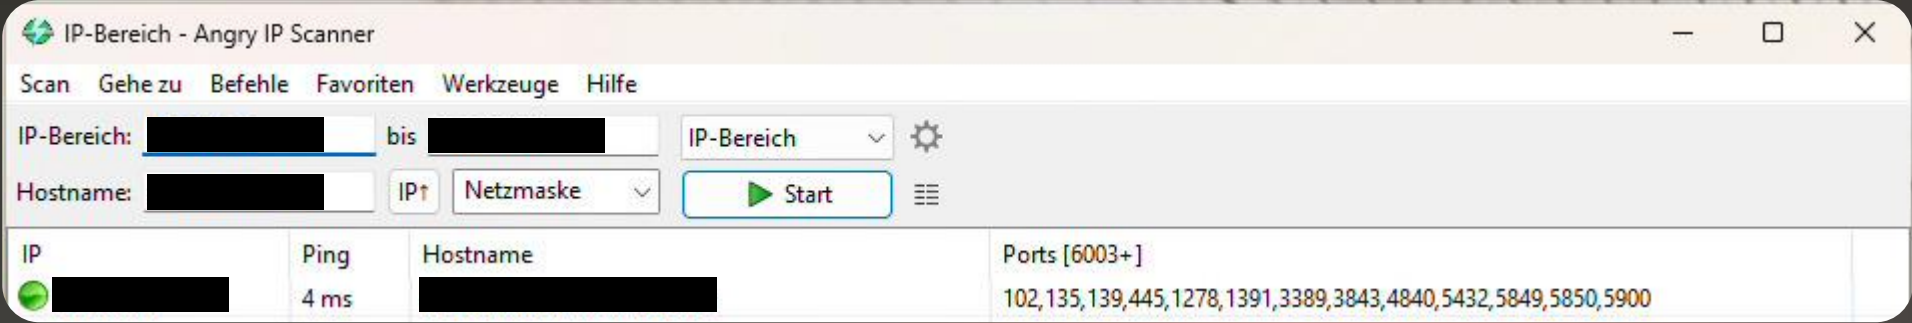 IP-Bereich - Angry IP Scanner
Scan Gehe zu Befehle Favoriten Werkzeuge Hilfe
IP-Bereich: bis IP-Bereich
Hostname: IP↑ Netzmaske Start
IP Ping Hostname Ports [6003+]
4 ms 102,135,139,445,1278,1391,3389,3843,4840,5432,5849,5850,5900